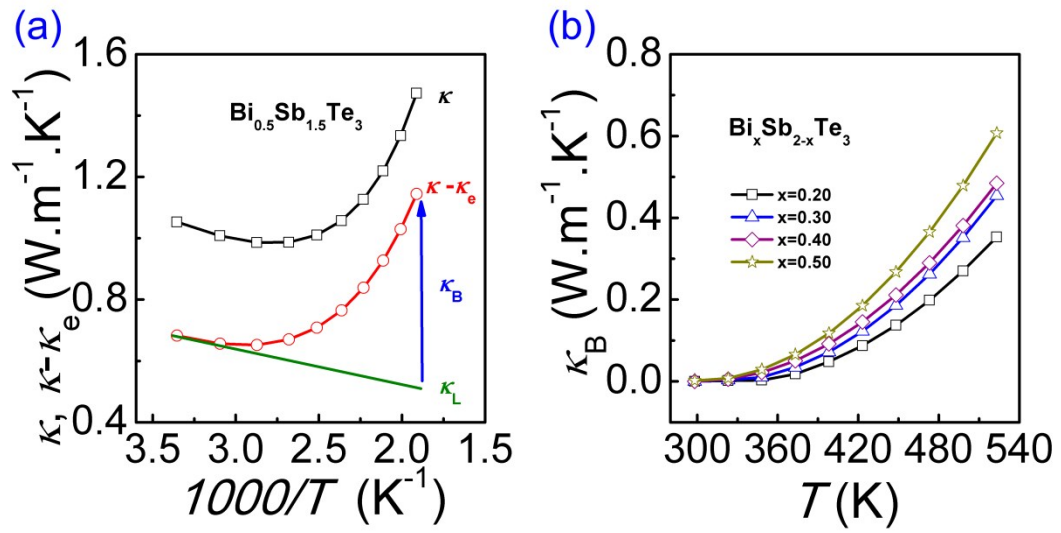 (a)
κ, κ-κe (W.m-1.K-1)
1.6
1.2
0.8
0.4
Bi0.5Sb1.5Te3
κ
κ-κe
κB
κL
3.5 3.0 2.5 2.0 1.5
1000/T (K-1)
(b)
κB (W.m-1.K-1)
0.8
0.6
0.4
0.2
0.0
BixSb2-xTe3
x=0.20
x=0.30
x=0.40
x=0.50
300 360 420 480 540
T (K)